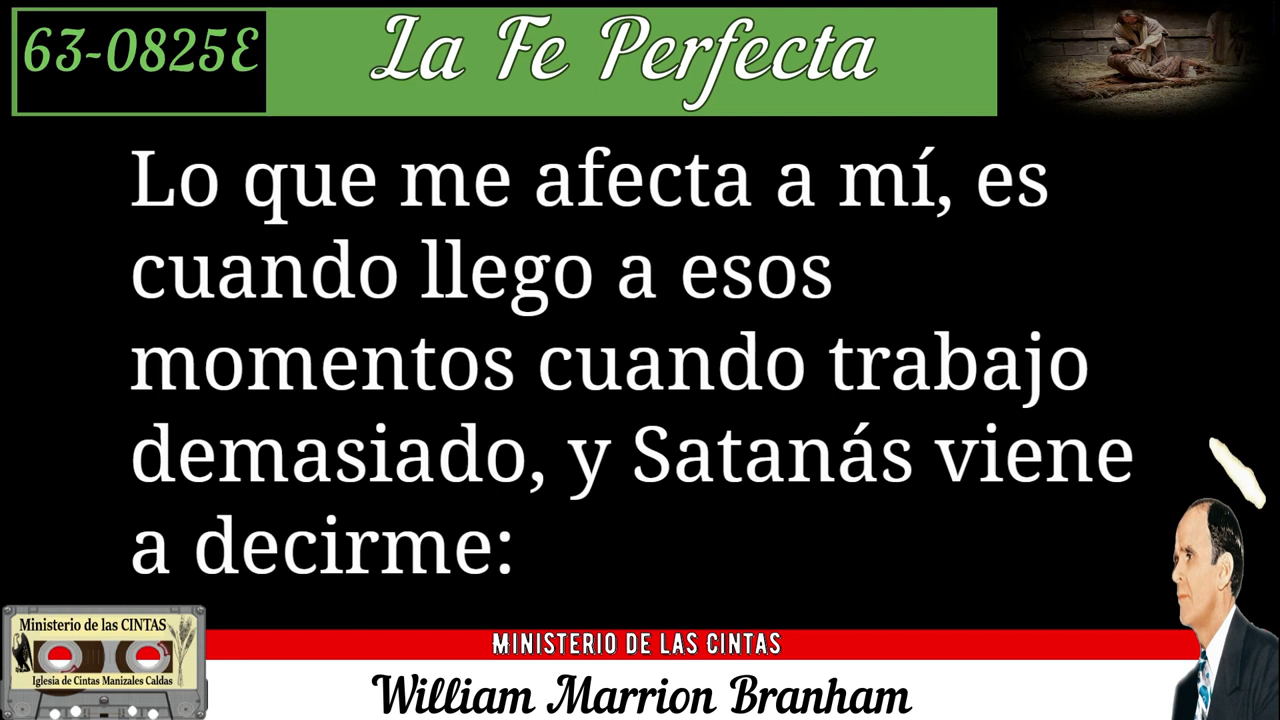 63-0825E
La Fe Perfecta
Lo que me afecta a mí, es
cuando llego a esos
momentos cuando trabajo
demasiado, y Satanás viene
a decirme:
Ministerio de las CINTAS
Iglesia de Cintas Manizales Caldas
MINISTERIO DE LAS CINTAS
William Marrion Branham